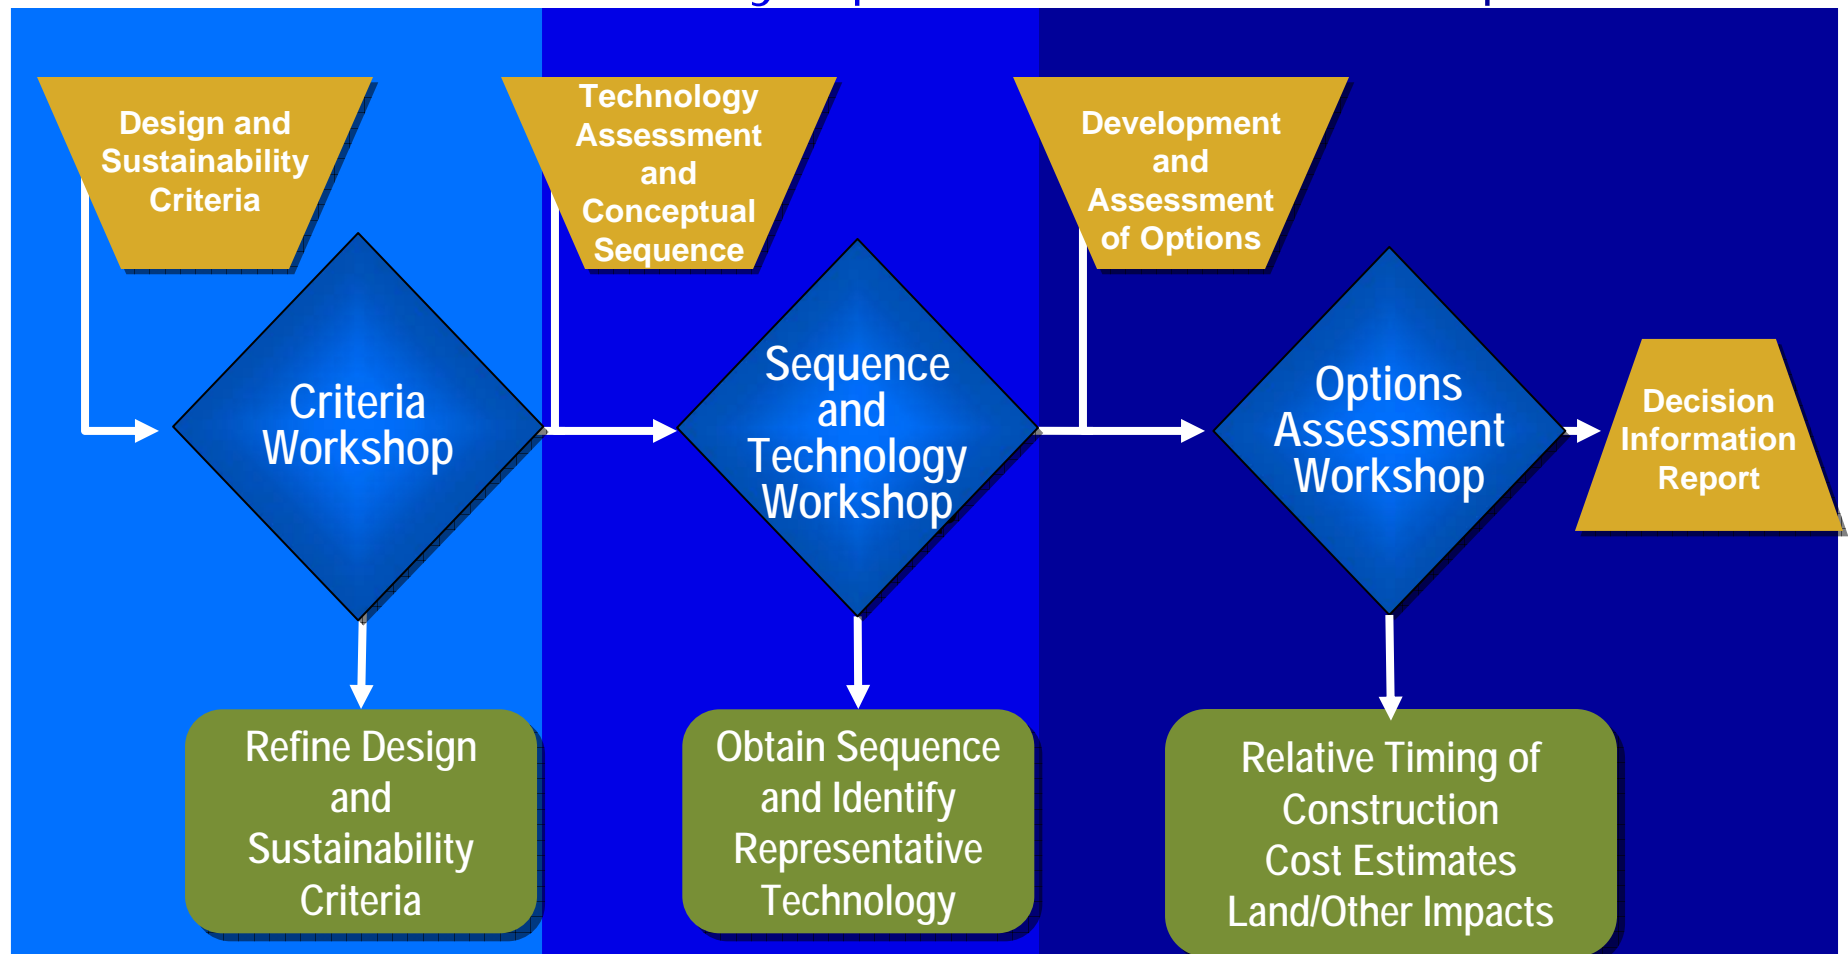 Design and
Sustainability
Criteria
Technology
Assessment
and
Conceptual
Sequence
Development
and
Assessment
of Options
Criteria
Workshop
Sequence
and
Technology
Workshop
Options
Assessment
Workshop
Decision
Information
Report
Refine Design
and
Sustainability
Criteria
Obtain Sequence
and Identify
Representative
Technology
Relative Timing of
Construction
Cost Estimates
Land/Other Impacts